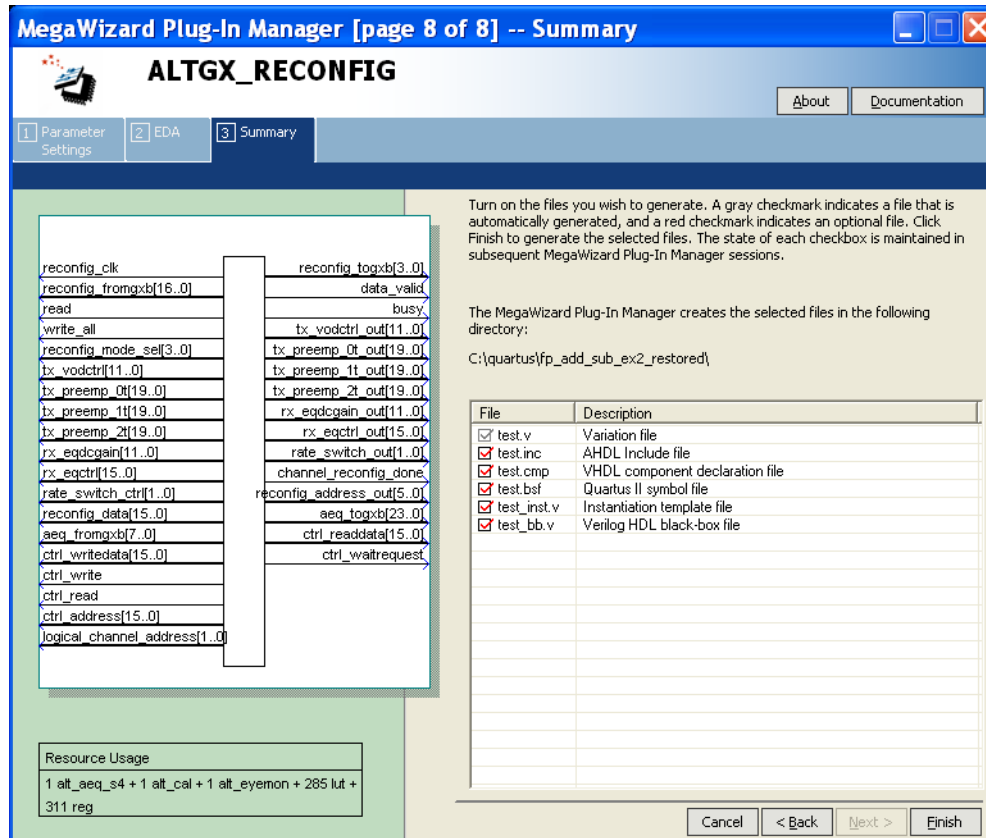 MegaWizard Plug-In Manager [page 8 of 8] -- Summary
ALTGX_RECONFIG
About
Documentation
1 Parameter Settings
2 EDA
3 Summary
reconfig_clk
reconfig_fromgxb[16..0]
read
write_all
reconfig_mode_sel[3..0]
tx_vodctrl[11..0]
tx_preemp_0t[19..0]
tx_preemp_1t[19..0]
tx_preemp_2t[19..0]
rx_eqdcgain[11..0]
rx_eqctrl[15..0]
rate_switch_ctrl[1..0]
reconfig_data[15..0]
aeq_fromgxb[7..0]
ctrl_writedata[15..0]
ctrl_write
ctrl_read
ctrl_address[15..0]
logical_channel_address[1..0]
reconfig_togxb[3..0]
data_valid
busy
tx_vodctrl_out[11..0]
tx_preemp_0t_out[19..0]
tx_preemp_1t_out[19..0]
tx_preemp_2t_out[19..0]
rx_eqdcgain_out[11..0]
rx_eqctrl_out[15..0]
rate_switch_out[1..0]
channel_reconfig_done
reconfig_address_out[5..0]
aeq_togxb[23..0]
ctrl_readdata[15..0]
ctrl_waitrequest
Resource Usage
1 alt_aeq_s4 + 1 alt_cal + 1 alt_eyemon + 285 lut +
311 reg
Turn on the files you wish to generate. A gray checkmark indicates a file that is
automatically generated, and a red checkmark indicates an optional file. Click
Finish to generate the selected files. The state of each checkbox is maintained in
subsequent MegaWizard Plug-In Manager sessions.
The MegaWizard Plug-In Manager creates the selected files in the following
directory:
C:\quartus\fp_add_sub_ex2_restored\
File Description
test.v Variation file
test.inc AHDL Include file
test.cmp VHDL component declaration file
test.bsf Quartus II symbol file
test_inst.v Instantiation template file
test_bb.v Verilog HDL black-box file
Cancel
< Back
Next >
Finish